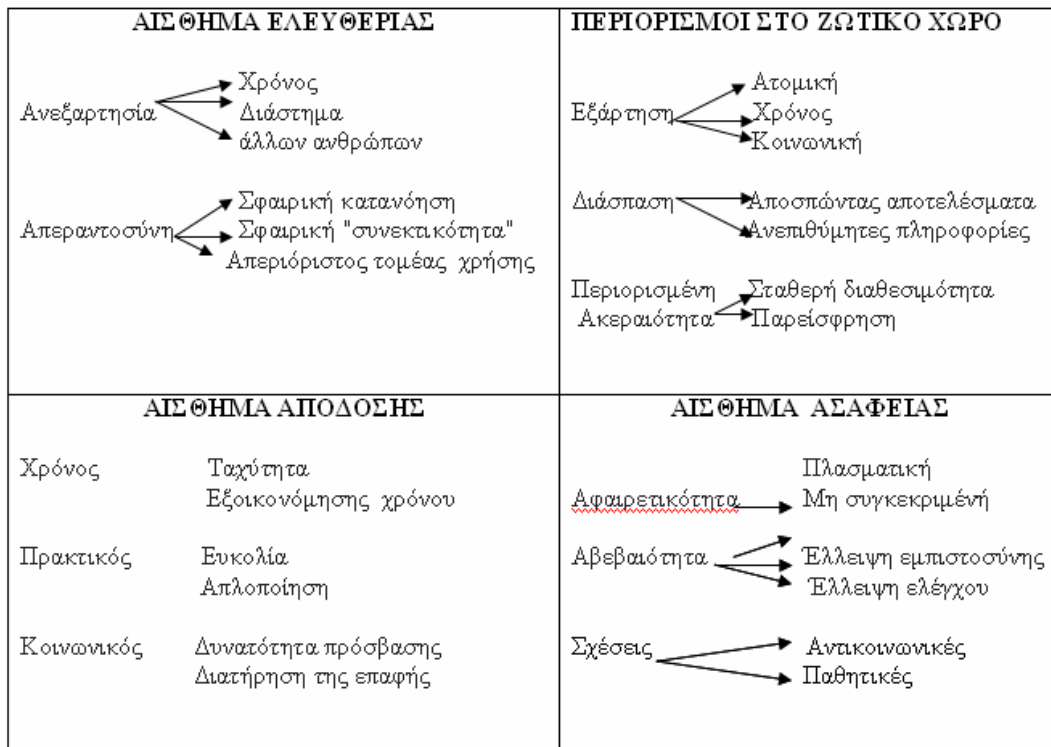 ΑΙΣΘΗΜΑ ΕΛΕΥΘΕΡΙΑΣ
Ανεξαρτησία
Χρόνος
Διάστημα
άλλων ανθρώπων
Απεραντοσύνη
Σφαιρική κατανόηση
Σφαιρική "συνεκτικότητα"
Απεριόριστος τομέας χρήσης
ΠΕΡΙΟΡΙΣΜΟΙ ΣΤΟ ΖΩΤΙΚΟ ΧΩΡΟ
Εξάρτηση
Ατομική
Χρόνος
Κοινωνική
Διάσπαση
Αποσπώντας αποτελέσματα
Ανεπιθύμητες πληροφορίες
Περιορισμένη
Ακεραιότητα
Σταθερή διαθεσιμότητα
Παρείσφρηση
ΑΙΣΘΗΜΑ ΑΠΟΔΟΣΗΣ
Χρόνος Ταχύτητα
Εξοικονόμησης χρόνου
Πρακτικός Ευκολία
Απλοποίηση
Κοινωνικός Δυνατότητα πρόσβασης
Διατήρηση της επαφής
ΑΙΣΘΗΜΑ ΑΣΑΦΕΙΑΣ
Πλασματική
Αφαιρετικότητα Μη συγκεκριμένή
Αβεβαιότητα Έλλειψη εμπιστοσύνης
Έλλειψη ελέγχου
Σχέσεις Αντικοινωνικές
Παθητικές